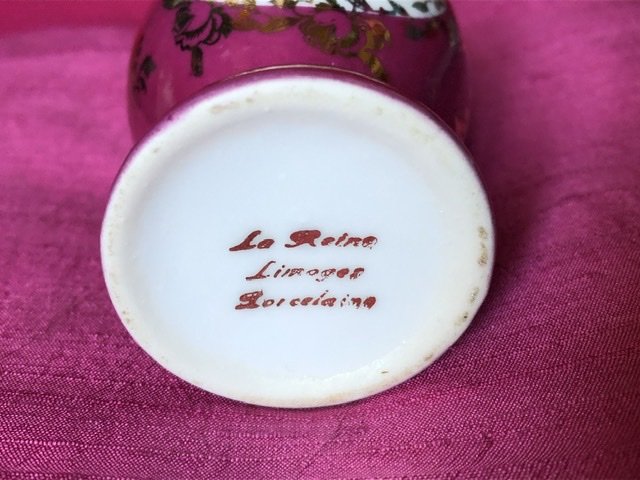 La Reine
Limoges
Porcelaine